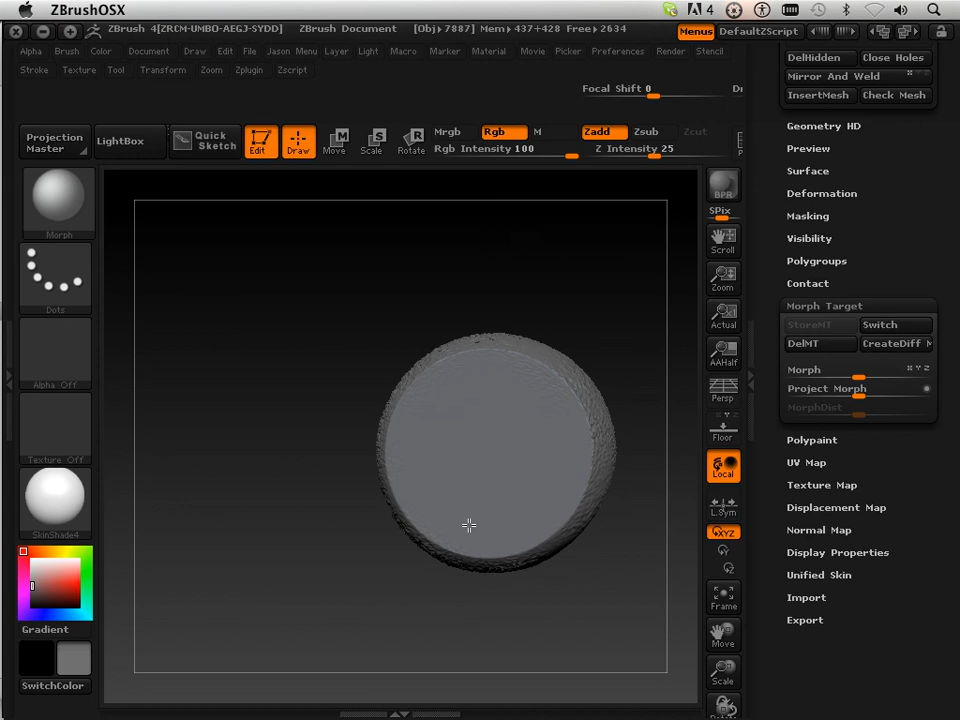 ZBrushOSX
4
ZBrush 4[ZRCM-UMBO-AEGJ-SYDD] ZBrush Document [Obj] 7887 Mem>437+428 Free>2634 Menus DefaultZScript
Alpha Brush Color Document Draw Edit File Jason Menu Layer Light Macro Marker Material Movie Picker Preferences Render Stencil
Stroke Texture Tool Transform Zoom Zplugin Zscript
Focal Shift 0 Dr
Projection Master LightBox Quick Sketch Edit Draw Move Scale Rotate
Mrgb Rgb M Zadd Zsub Zcut
Rgb Intensity 100 Z Intensity 25
Morph
Dots
Alpha Off
Texture Off
SkinShade4
Gradient
SwitchColor
BPR
SPix
Scroll
Zoom
Actual
AAHalf
Persp
Floor
Local
L.Sym
XYZ
Frame
Move
Scale
DelHidden Close Holes
Mirror And Weld
InsertMesh Check Mesh
Geometry HD
Preview
Surface
Deformation
Masking
Visibility
Polygroups
Contact
Morph Target
StoreMT Switch
DelMT CreateDiff M
Morph
Project Morph
MorphDist
Polypaint
UV Map
Texture Map
Displacement Map
Normal Map
Display Properties
Unified Skin
Import
Export